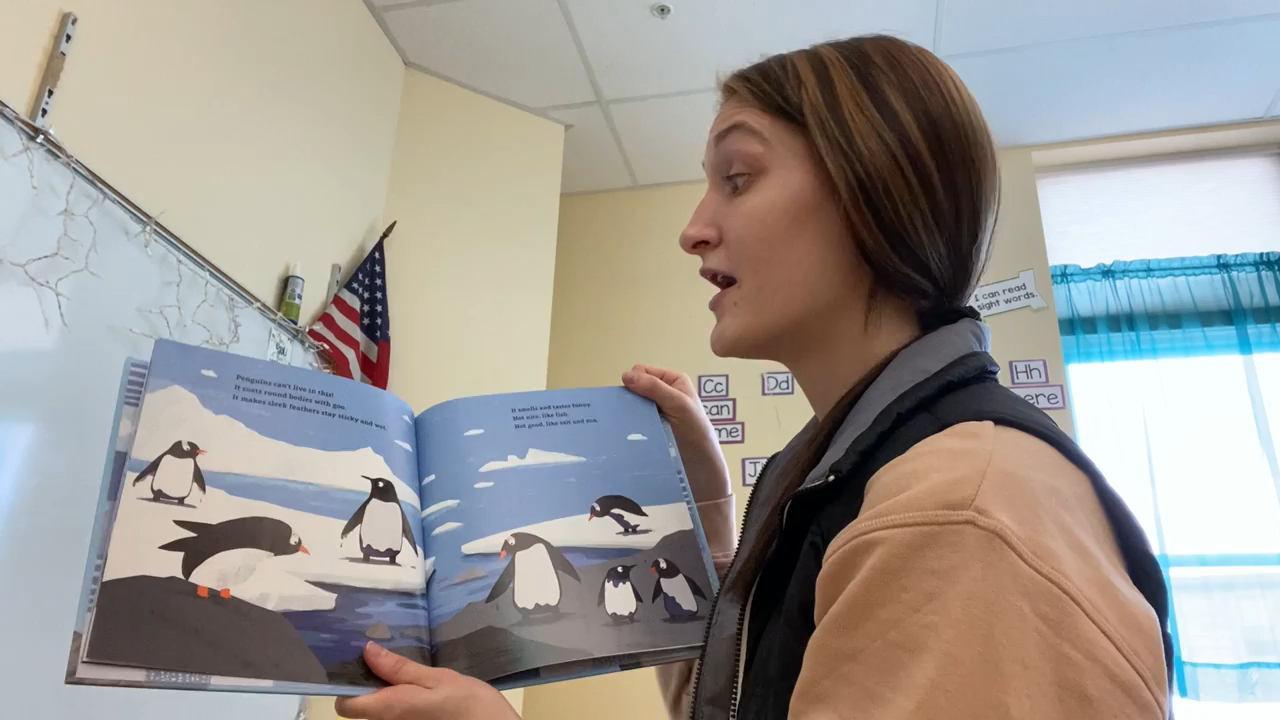 Penguins can't live in this!
It coats round bodies with goo.
It makes sleek feathers stay sticky and wet.
It smells and tastes funny.
Not nice, like fish.
Not good, like salt and sea.
I can read
sight words.
Cc
Dd
can
me
Hh
ere